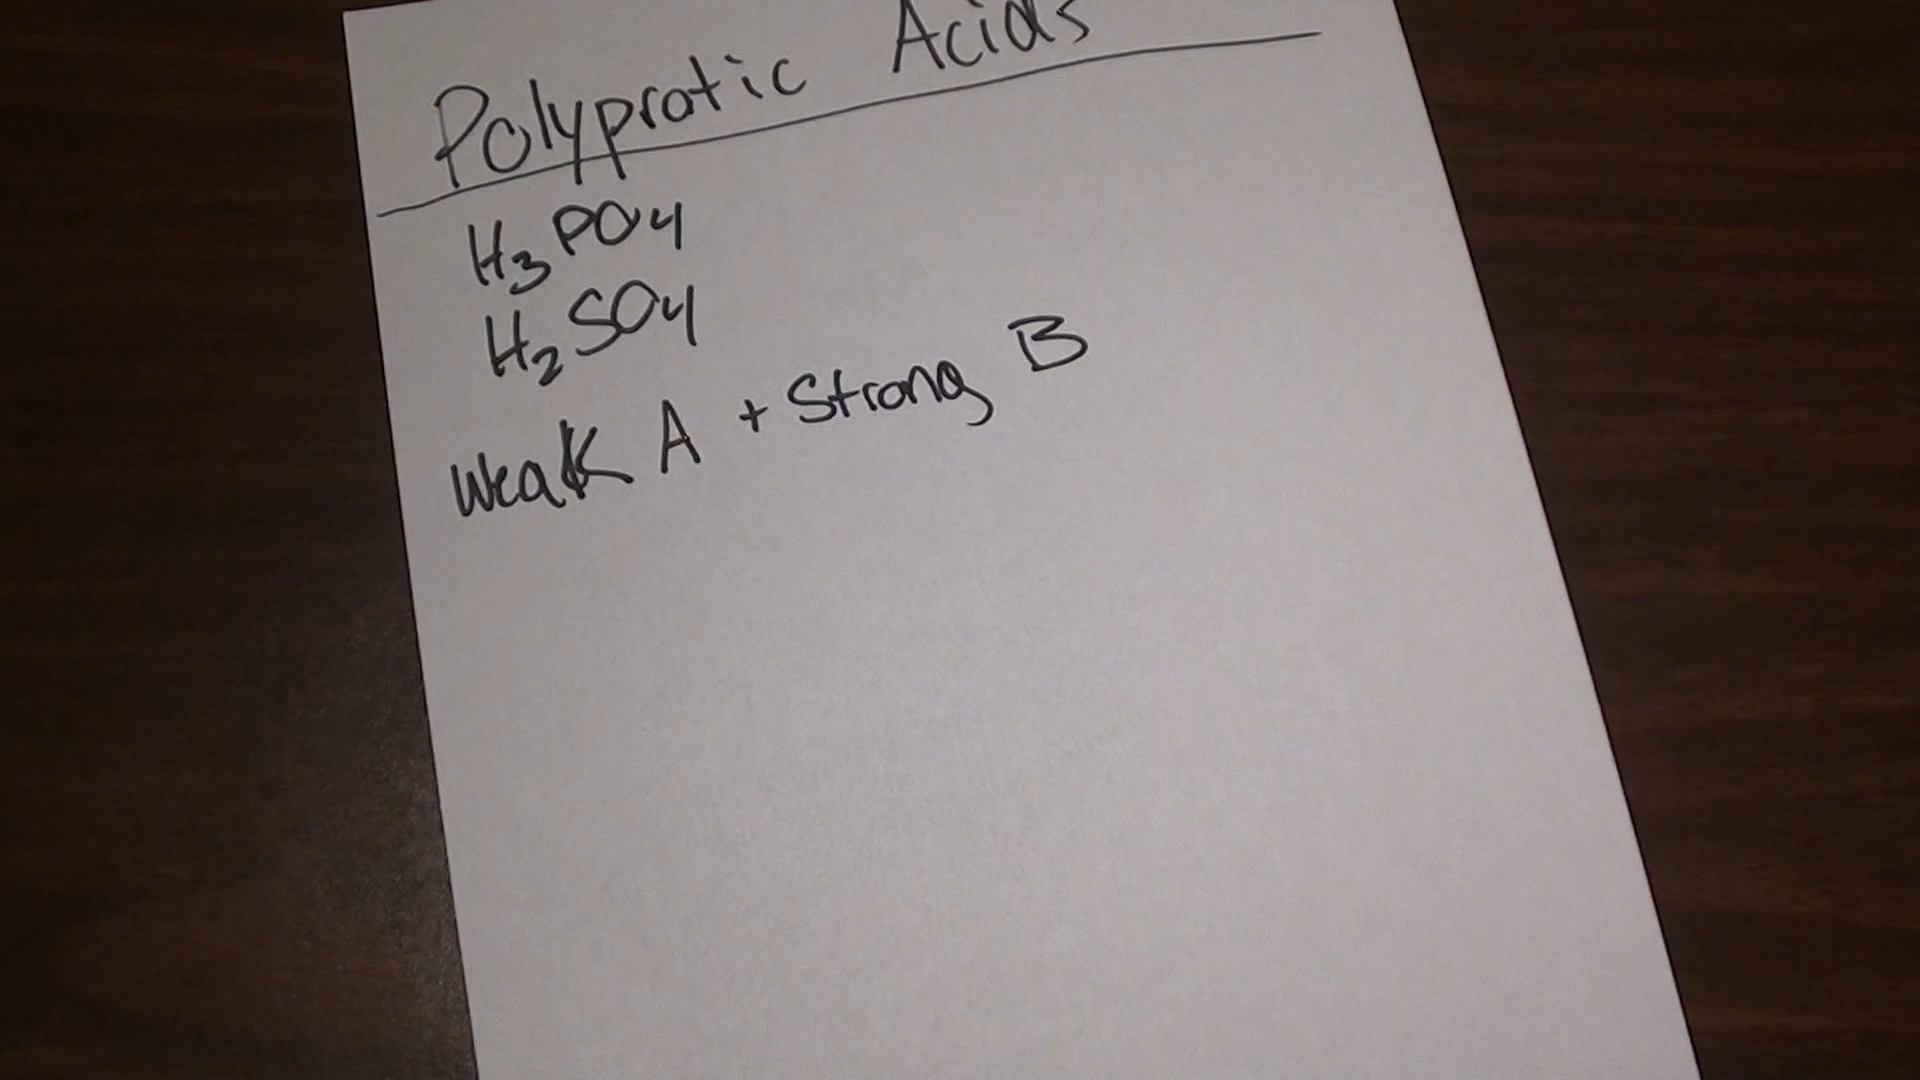 Polyprotic Acids
H₃PO₄
H₂SO₄
Weak A + Strong B